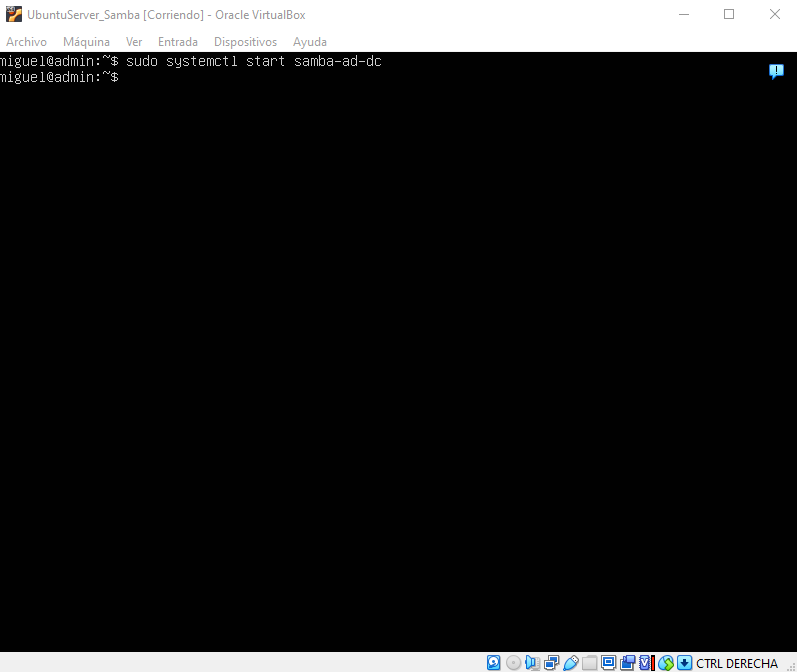 UbuntuServer_Samba [Corriendo] - Oracle VirtualBox
Archivo Máquina Ver Entrada Dispositivos Ayuda
miguel@admin:~$ sudo systemctl start samba-ad-dc
miguel@admin:~$
CTRL DERECHA